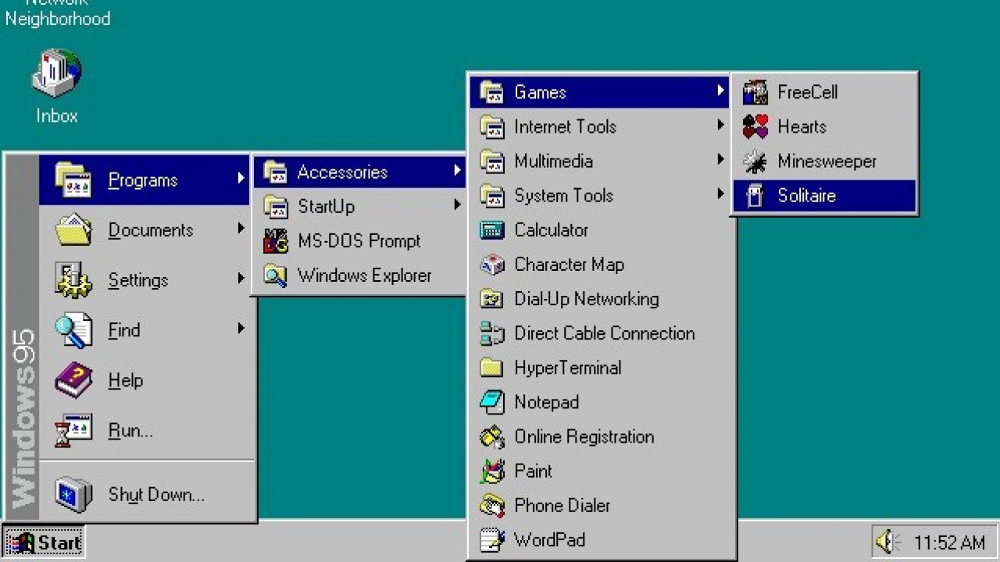 Network
Neighborhood
Inbox
Windows95
Programs
Documents
Settings
Find
Help
Run...
Shut Down...
Accessories
StartUp
MS-DOS Prompt
Windows Explorer
Games
Internet Tools
Multimedia
System Tools
Calculator
Character Map
Dial-Up Networking
Direct Cable Connection
HyperTerminal
Notepad
Online Registration
Paint
Phone Dialer
WordPad
FreeCell
Hearts
Minesweeper
Solitaire
Start
11:52 AM